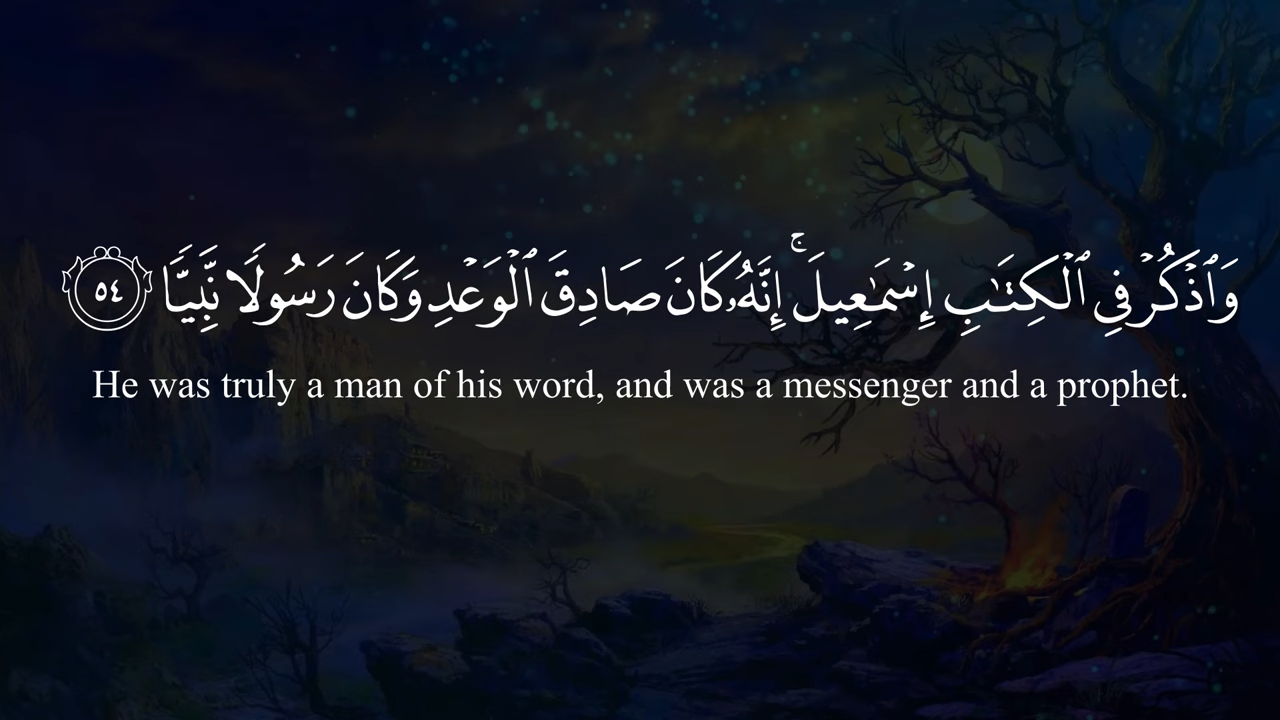 وَٱذۡكُرۡ فِي ٱلۡكِتَٰبِ إِسۡمَٰعِيلَۚ إِنَّهُۥ كَانَ صَادِقَ ٱلۡوَعۡدِ وَكَانَ رَسُولٗا نَّبِيّٗا ٥٤
He was truly a man of his word, and was a messenger and a prophet.